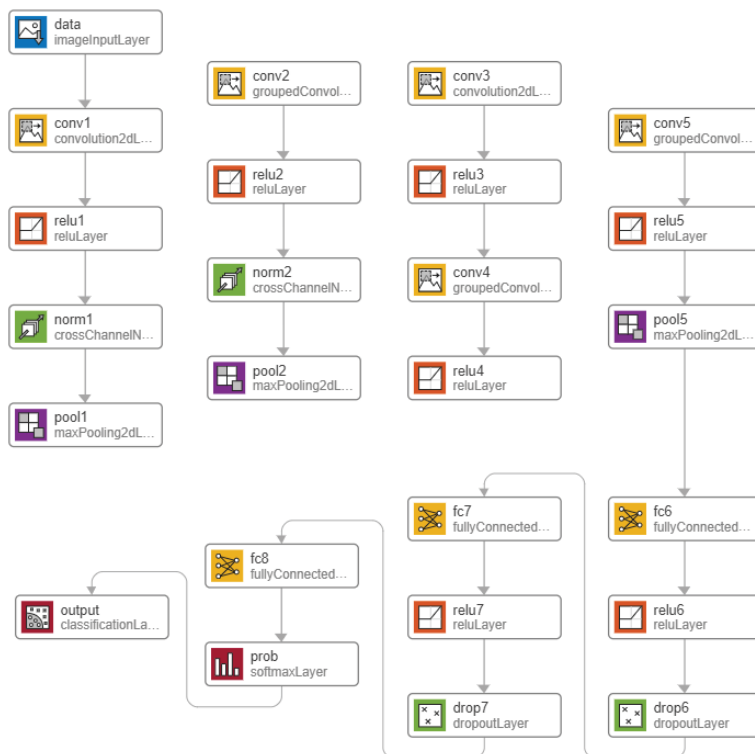 data
imageInputLayer
conv1
convolution2dL...
relu1
reluLayer
norm1
crossChannelN...
pool1
maxPooling2dL...
conv2
groupedConvol...
relu2
reluLayer
norm2
crossChannelN...
pool2
maxPooling2dL...
conv3
convolution2dL...
relu3
reluLayer
conv4
groupedConvol...
relu4
reluLayer
conv5
groupedConvol...
relu5
reluLayer
pool5
maxPooling2dL...
fc6
fullyConnected...
relu6
reluLayer
drop6
dropoutLayer
fc7
fullyConnected...
relu7
reluLayer
drop7
dropoutLayer
fc8
fullyConnected...
prob
softmaxLayer
output
classificationLa...